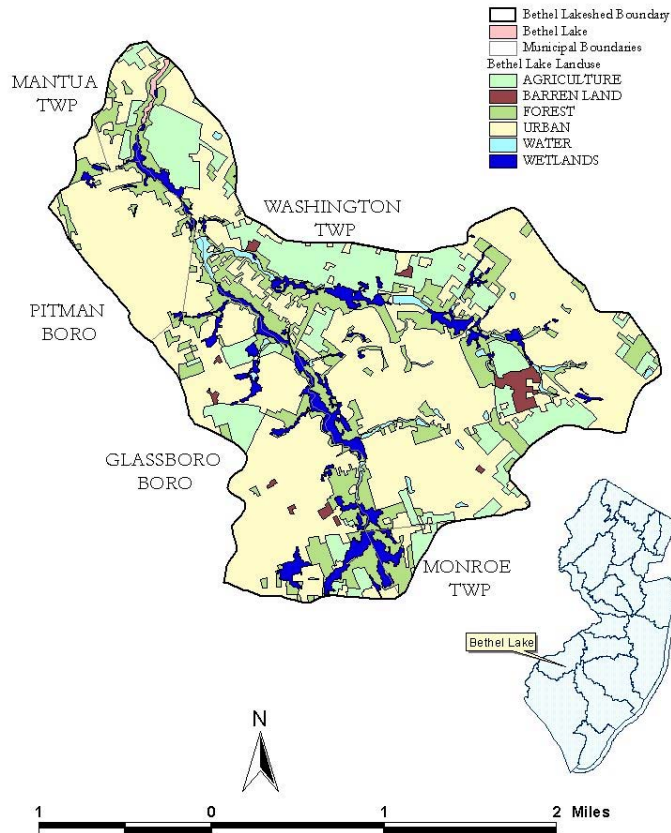 Bethel Lakeshed Boundary
Bethel Lake
Municipal Boundaries
Bethel Lake Landuse
AGRICULTURE
BARREN LAND
FOREST
URBAN
WATER
WETLANDS
MANTUA
TWP
WASHINGTON
TWP
PITMAN
BORO
GLASSBORO
BORO
MONROE
TWP
Bethel Lake
N
1 0 1 2 Miles